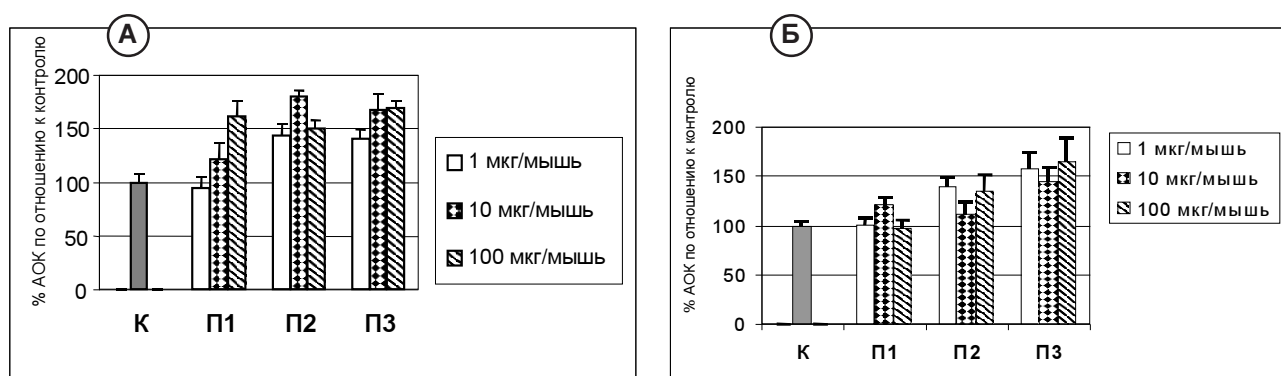 А
% АОК по отношению к контролю
200
150
100
50
0
К П1 П2 П3
1 мкг/мышь
10 мкг/мышь
100 мкг/мышь
Б
% АОК по отношению к контролю
200
150
100
50
0
К П1 П2 П3
1 мкг/мышь
10 мкг/мышь
100 мкг/мышь